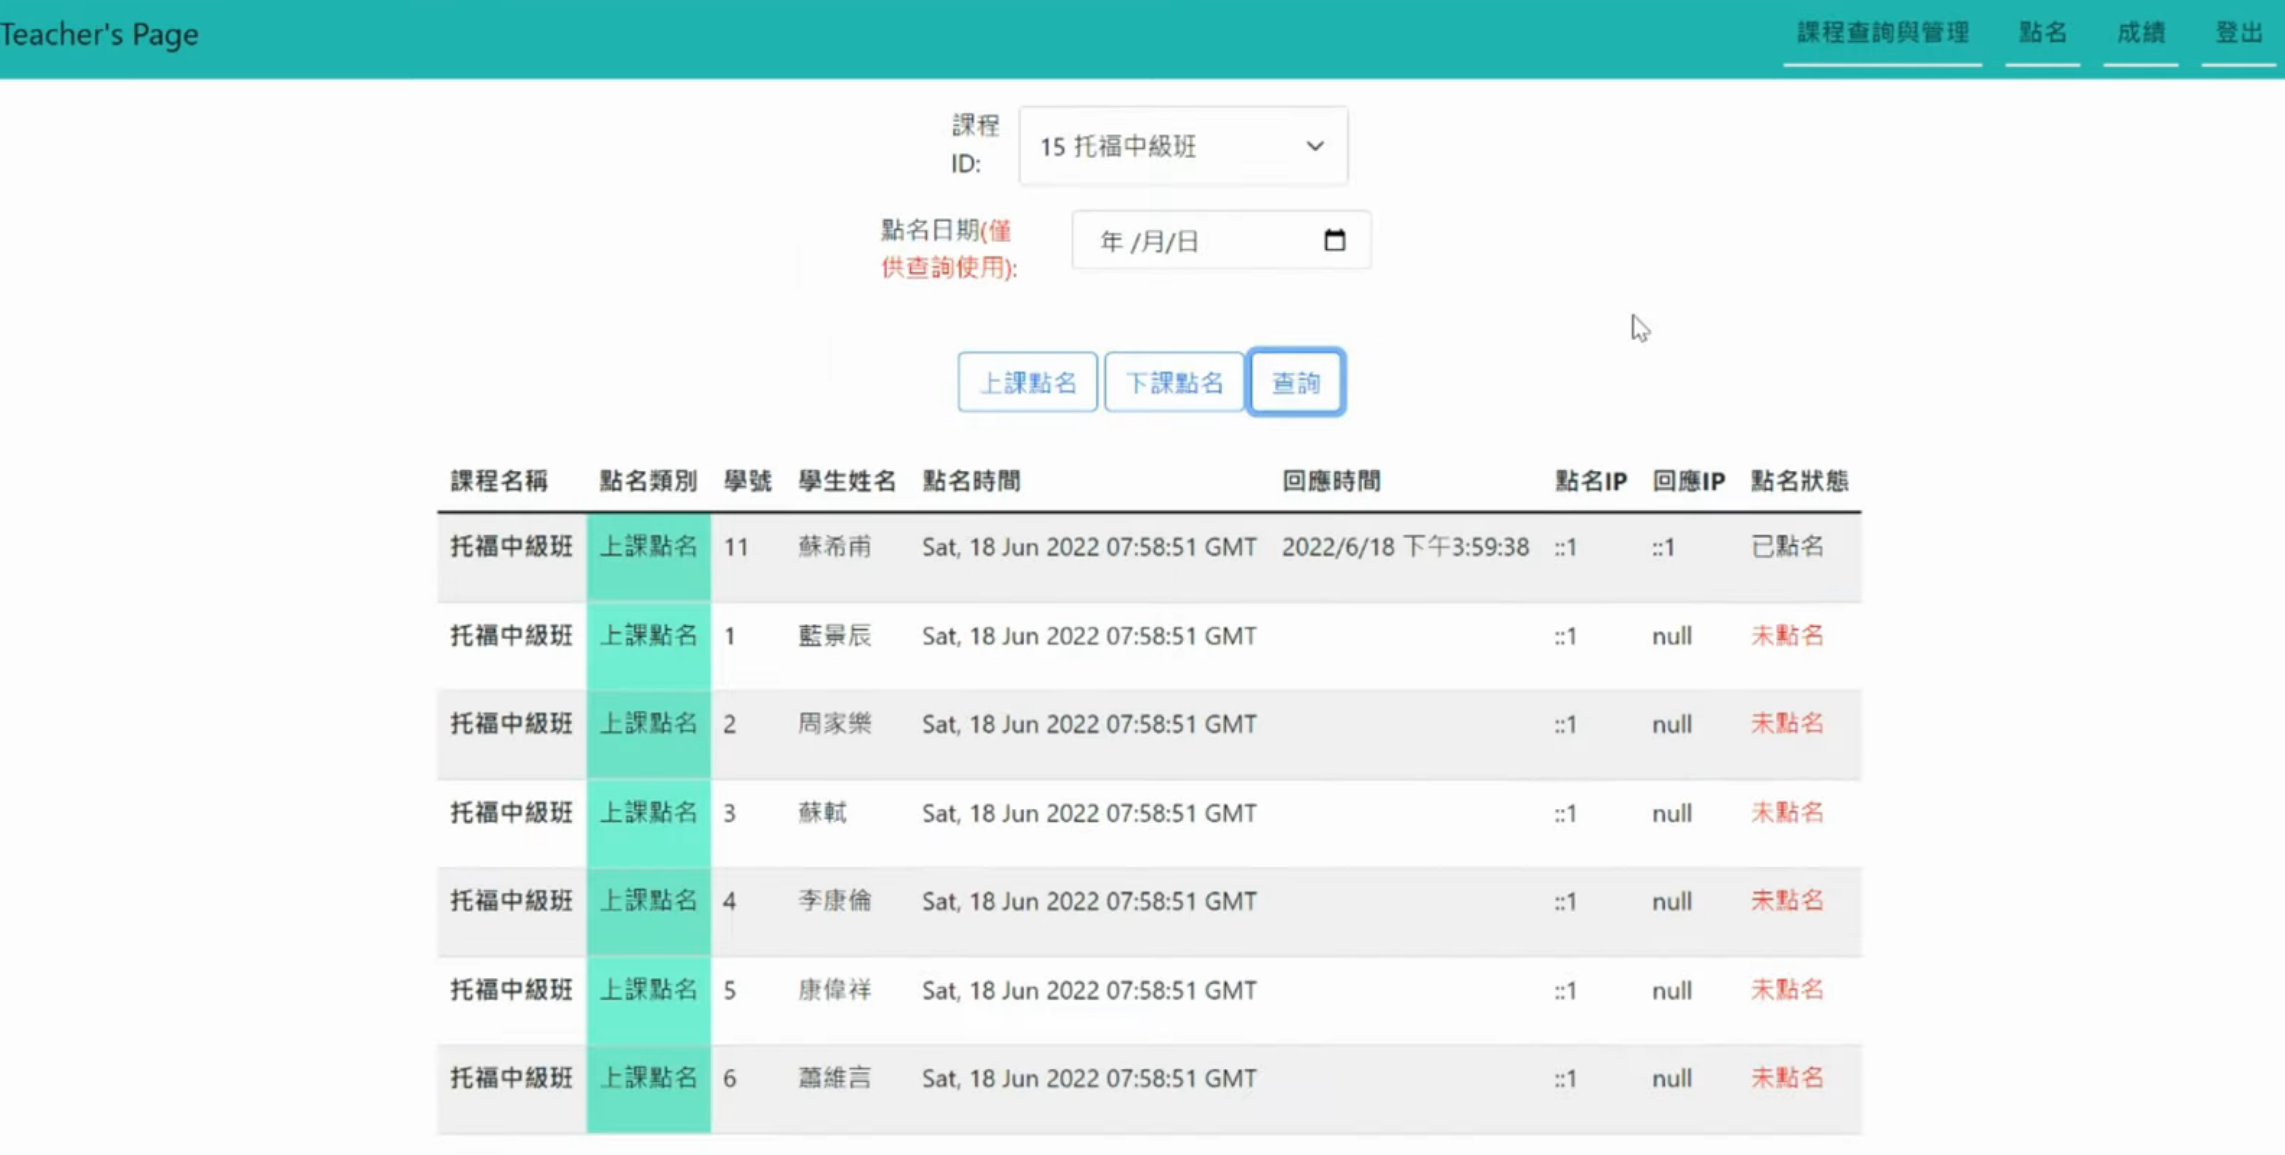 Teacher's Page 課程查詢與管理 點名 成績 登出
課程
ID:
15 托福中級班
點名日期(僅
供查詢使用):
年 /月/日
上課點名 下課點名 查詢
課程名稱 點名類別 學號 學生姓名 點名時間 回應時間 點名IP 回應IP 點名狀態
托福中級班 上課點名 11 蘇希甫 Sat, 18 Jun 2022 07:58:51 GMT 2022/6/18 下午3:59:38 ::1 ::1 已點名
托福中級班 上課點名 1 藍景辰 Sat, 18 Jun 2022 07:58:51 GMT ::1 null 未點名
托福中級班 上課點名 2 周家樂 Sat, 18 Jun 2022 07:58:51 GMT ::1 null 未點名
托福中級班 上課點名 3 蘇軾 Sat, 18 Jun 2022 07:58:51 GMT ::1 null 未點名
托福中級班 上課點名 4 李康倫 Sat, 18 Jun 2022 07:58:51 GMT ::1 null 未點名
托福中級班 上課點名 5 康偉祥 Sat, 18 Jun 2022 07:58:51 GMT ::1 null 未點名
托福中級班 上課點名 6 蕭維言 Sat, 18 Jun 2022 07:58:51 GMT ::1 null 未點名